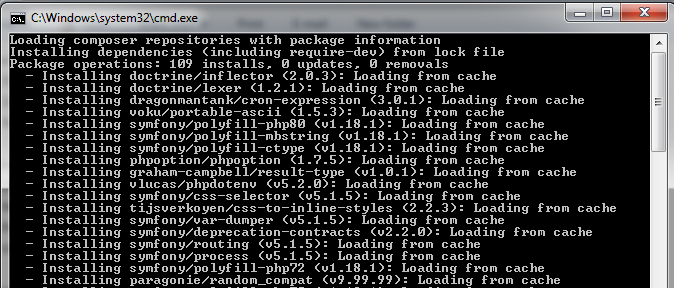 C:\Windows\system32\cmd.exe
Loading composer repositories with package information
Installing dependencies (including require-dev) from lock file
Package operations: 109 installs, 0 updates, 0 removals
- Installing doctrine/inflector (2.0.3): Loading from cache
- Installing doctrine/lexer (1.2.1): Loading from cache
- Installing dragonmantank/cron-expression (3.0.1): Loading from cache
- Installing voku/portable-ascii (1.5.3): Loading from cache
- Installing symfony/polyfill-php80 (v1.18.1): Loading from cache
- Installing symfony/polyfill-mbstring (v1.18.1): Loading from cache
- Installing symfony/polyfill-ctype (v1.18.1): Loading from cache
- Installing phpoption/phpoption (1.7.5): Loading from cache
- Installing graham-campbell/result-type (v1.0.1): Loading from cache
- Installing vlucas/phpdotenv (v5.2.0): Loading from cache
- Installing symfony/css-selector (v5.1.5): Loading from cache
- Installing tijsverkoyen/css-to-inline-styles (2.2.3): Loading from cache
- Installing symfony/var-dumper (v5.1.5): Loading from cache
- Installing symfony/deprecation-contracts (v2.2.0): Loading from cache
- Installing symfony/routing (v5.1.5): Loading from cache
- Installing symfony/process (v5.1.5): Loading from cache
- Installing symfony/polyfill-php72 (v1.18.1): Loading from cache
- Installing paragonie/random_compat (v9.99.99): Loading from cache